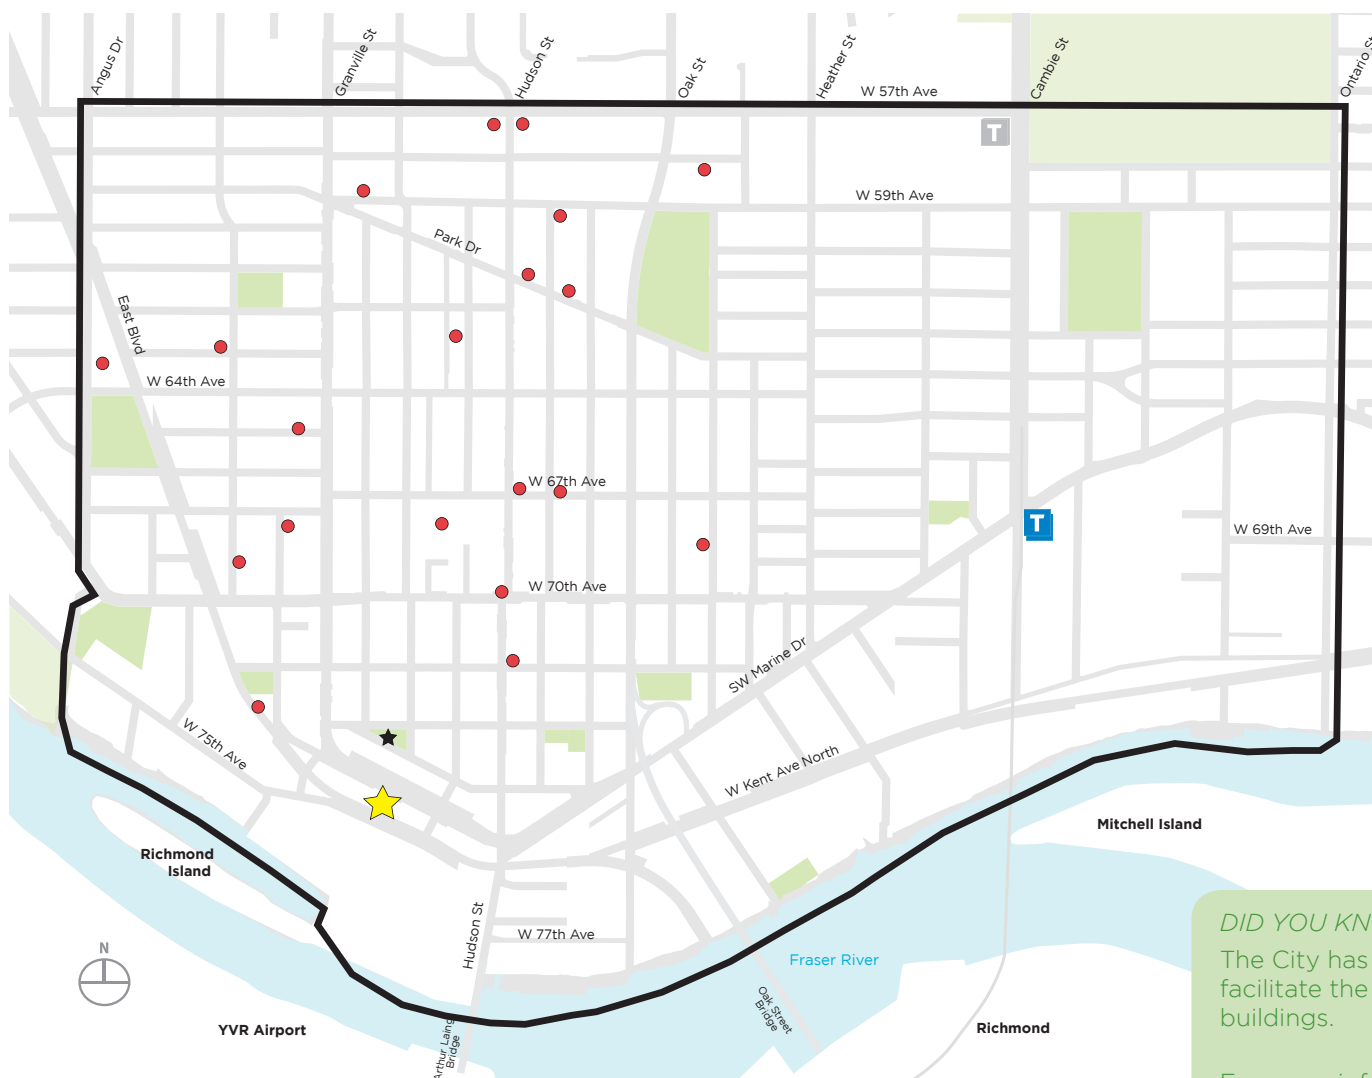 Angus Dr
Granville St
Hudson St
Oak St
Heather St
Cambie St
Ontario S
W 57th Ave
T
W 59th Ave
Park Dr
East Blvd
W 64th Ave
W 67th Ave
T
W 69th Ave
W 70th Ave
SW Marine Dr
W 75th Ave
W Kent Ave North
Mitchell Island
Richmond
Island
Hudson St
W 77th Ave
N
Fraser River
Oak Street
Bridge
YVR Airport
Arthur Laing
Bridge
Richmond
DID YOU KN
The City has
facilitate the
buildings.